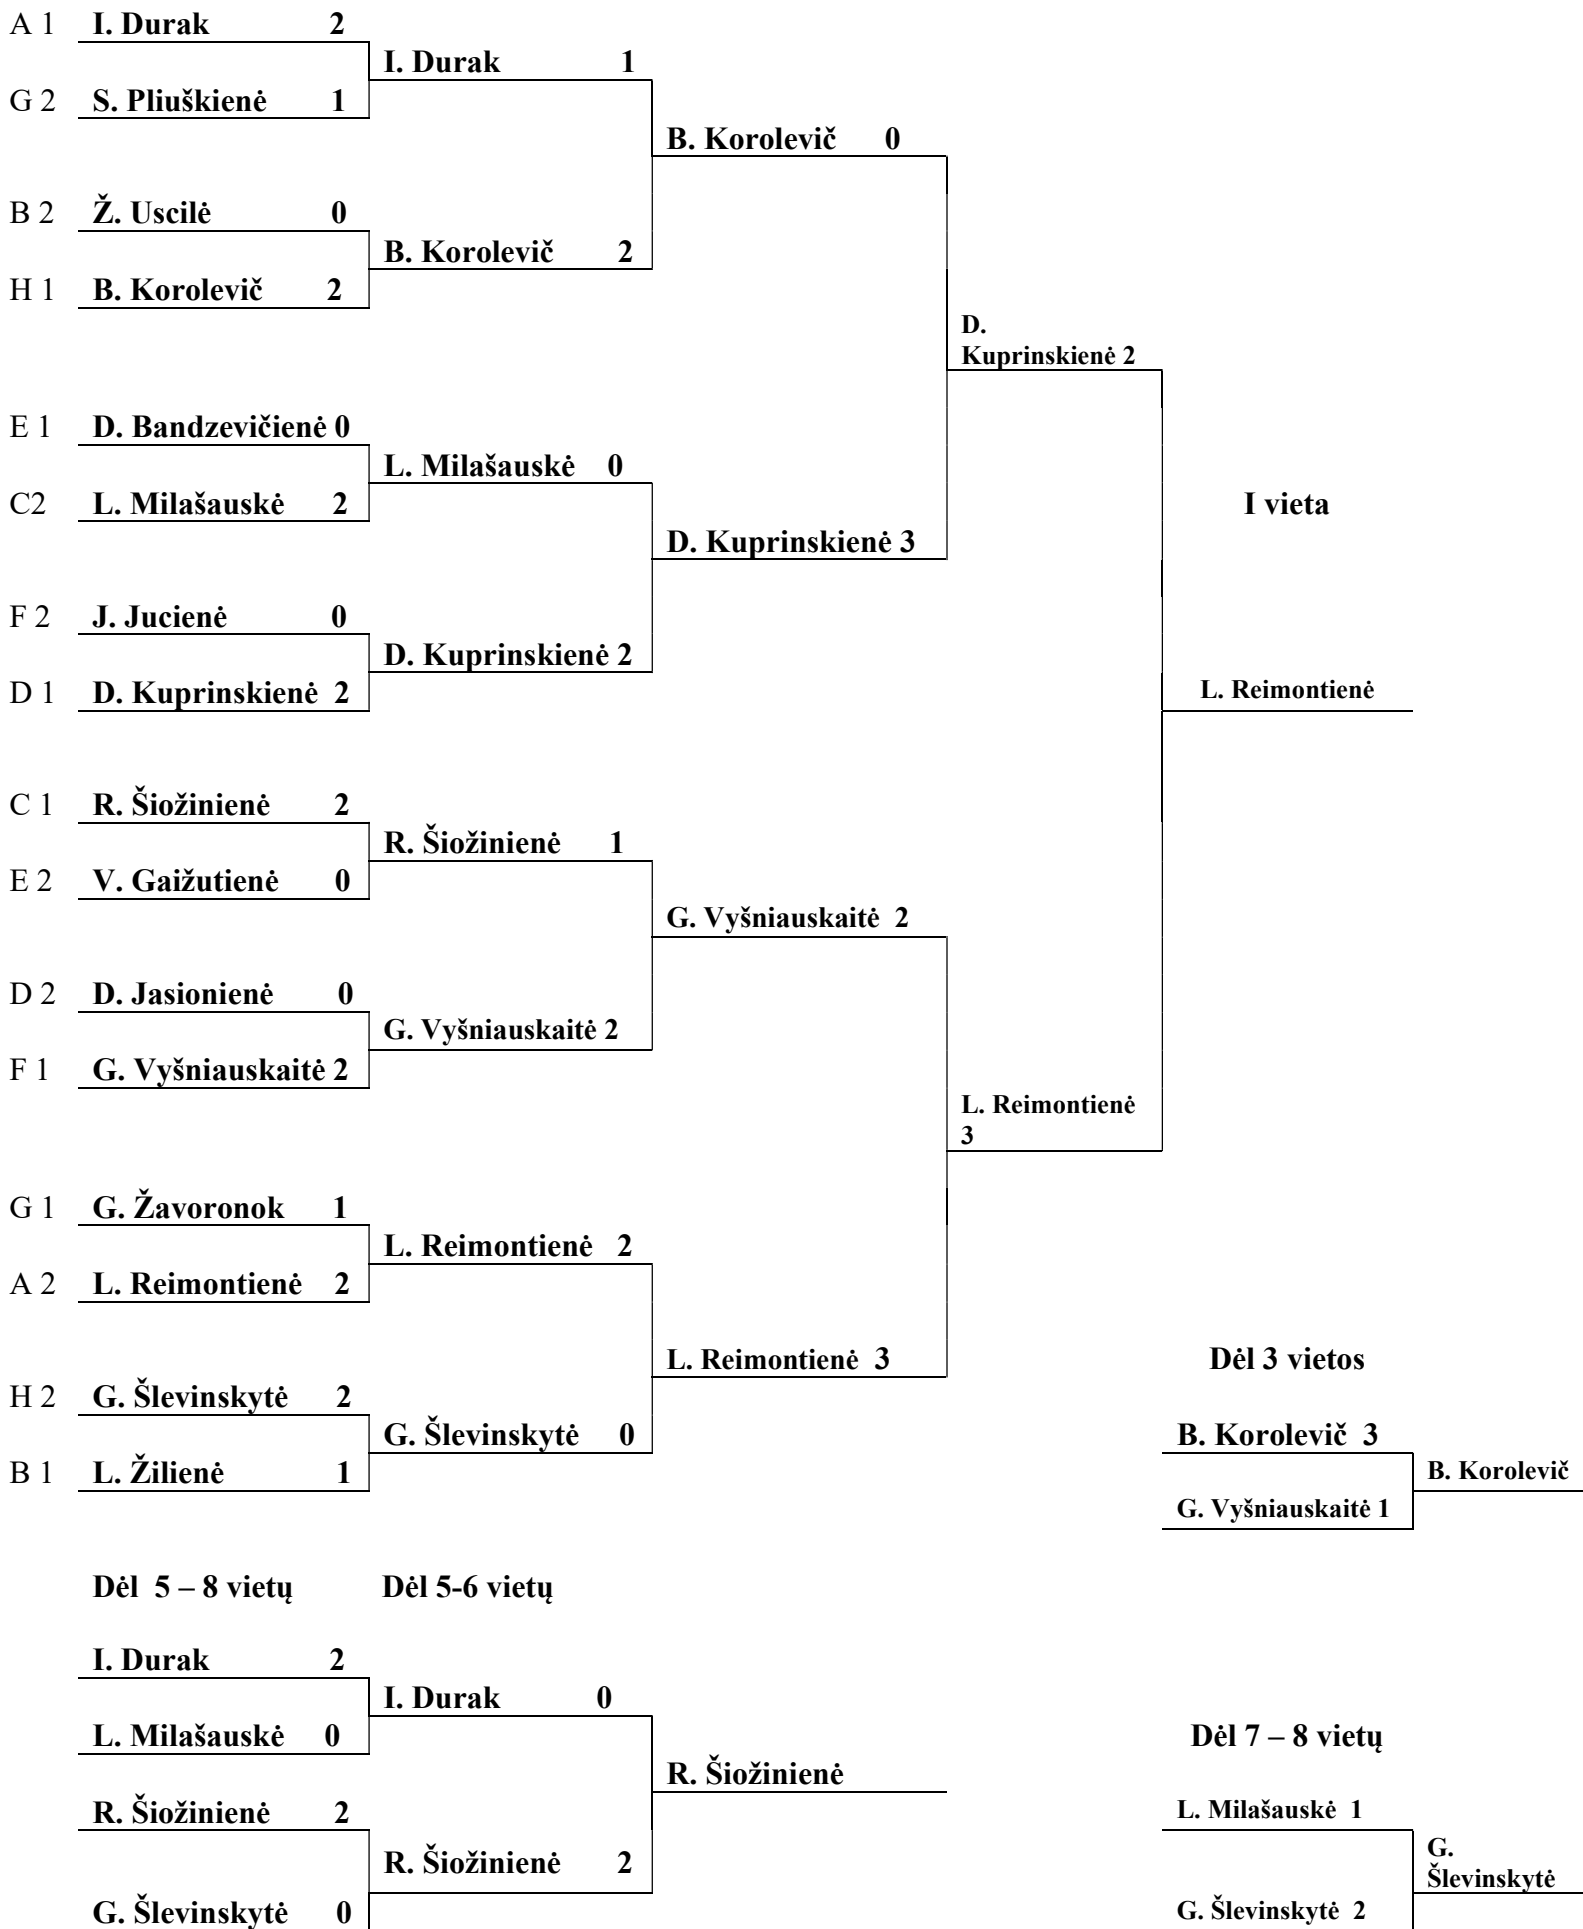 A 1 I. Durak 2
I. Durak 1
G 2 S. Pliuškienė 1
B. Korolevič 0
B 2 Ž. Uscilė 0
B. Korolevič 2
H 1 B. Korolevič 2
D.
Kuprinskienė 2
E 1 D. Bandzevičienė 0
L. Milašauskė 0
C2 L. Milašauskė 2
I vieta
D. Kuprinskienė 3
F 2 J. Jucienė 0
D. Kuprinskienė 2
D 1 D. Kuprinskienė 2
L. Reimontienė
C 1 R. Šiožinienė 2
R. Šiožinienė 1
E 2 V. Gaižutienė 0
G. Vyšniauskaitė 2
D 2 D. Jasionienė 0
G. Vyšniauskaitė 2
F 1 G. Vyšniauskaitė 2
L. Reimontienė
3
G 1 G. Žavoronok 1
L. Reimontienė 2
A 2 L. Reimontienė 2
L. Reimontienė 3
Dėl 3 vietos
H 2 G. Šlevinskytė 2
G. Šlevinskytė 0
B. Korolevič 3
B 1 L. Žilienė 1
B. Korolevič
G. Vyšniauskaitė 1
Dėl 5 – 8 vietų Dėl 5-6 vietų
I. Durak 2
I. Durak 0
L. Milašauskė 0
Dėl 7 – 8 vietų
R. Šiožinienė
R. Šiožinienė 2
L. Milašauskė 1
R. Šiožinienė 2
G.
Šlevinskytė
G. Šlevinskytė 0
G. Šlevinskytė 2